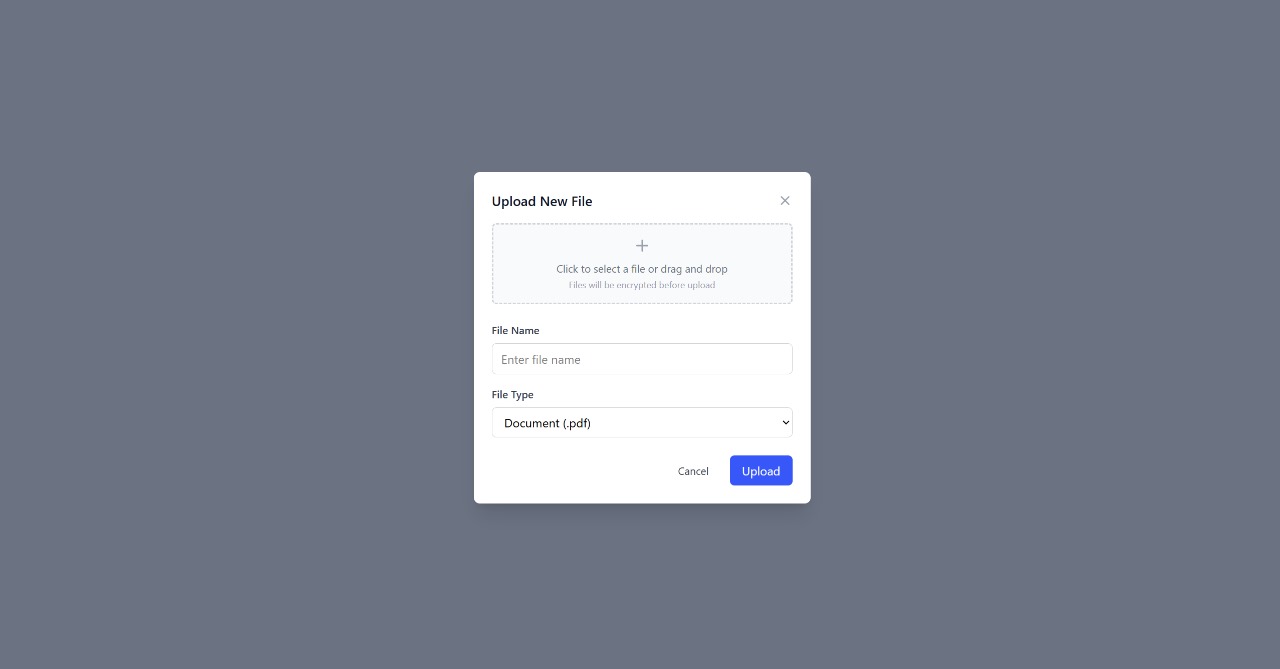 Upload New File
Click to select a file or drag and drop
Files will be encrypted before upload
File Name
Enter file name
File Type
Document (.pdf)
Cancel
Upload